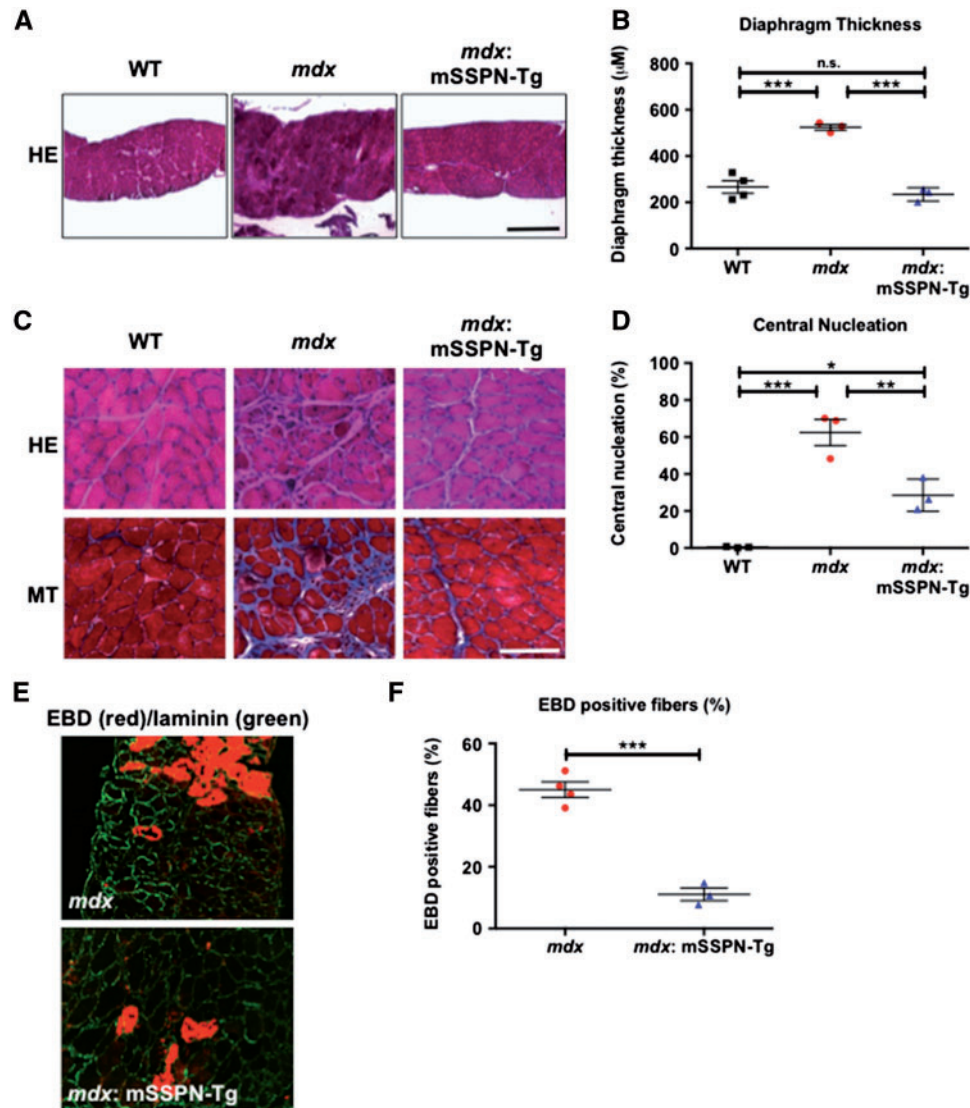 A
WT
mdx
mdx:
mSSPN-Tg
HE
B
Diaphragm Thickness
Diaphragm thickness (μM)
800
600
400
200
0
n.s.
*** ***
WT
mdx
mdx:
mSSPN-Tg
C
WT
mdx
mdx:
mSSPN-Tg
HE
MT
D
Central Nucleation
Central nucleation (%)
100
80
60
40
20
0
*
*** **
WT
mdx
mdx:
mSSPN-Tg
E
EBD (red)/laminin (green)
mdx
mdx: mSSPN-Tg
F
EBD positive fibers (%)
EBD positive fibers (%)
60
40
20
0
***
mdx
mdx: mSSPN-Tg